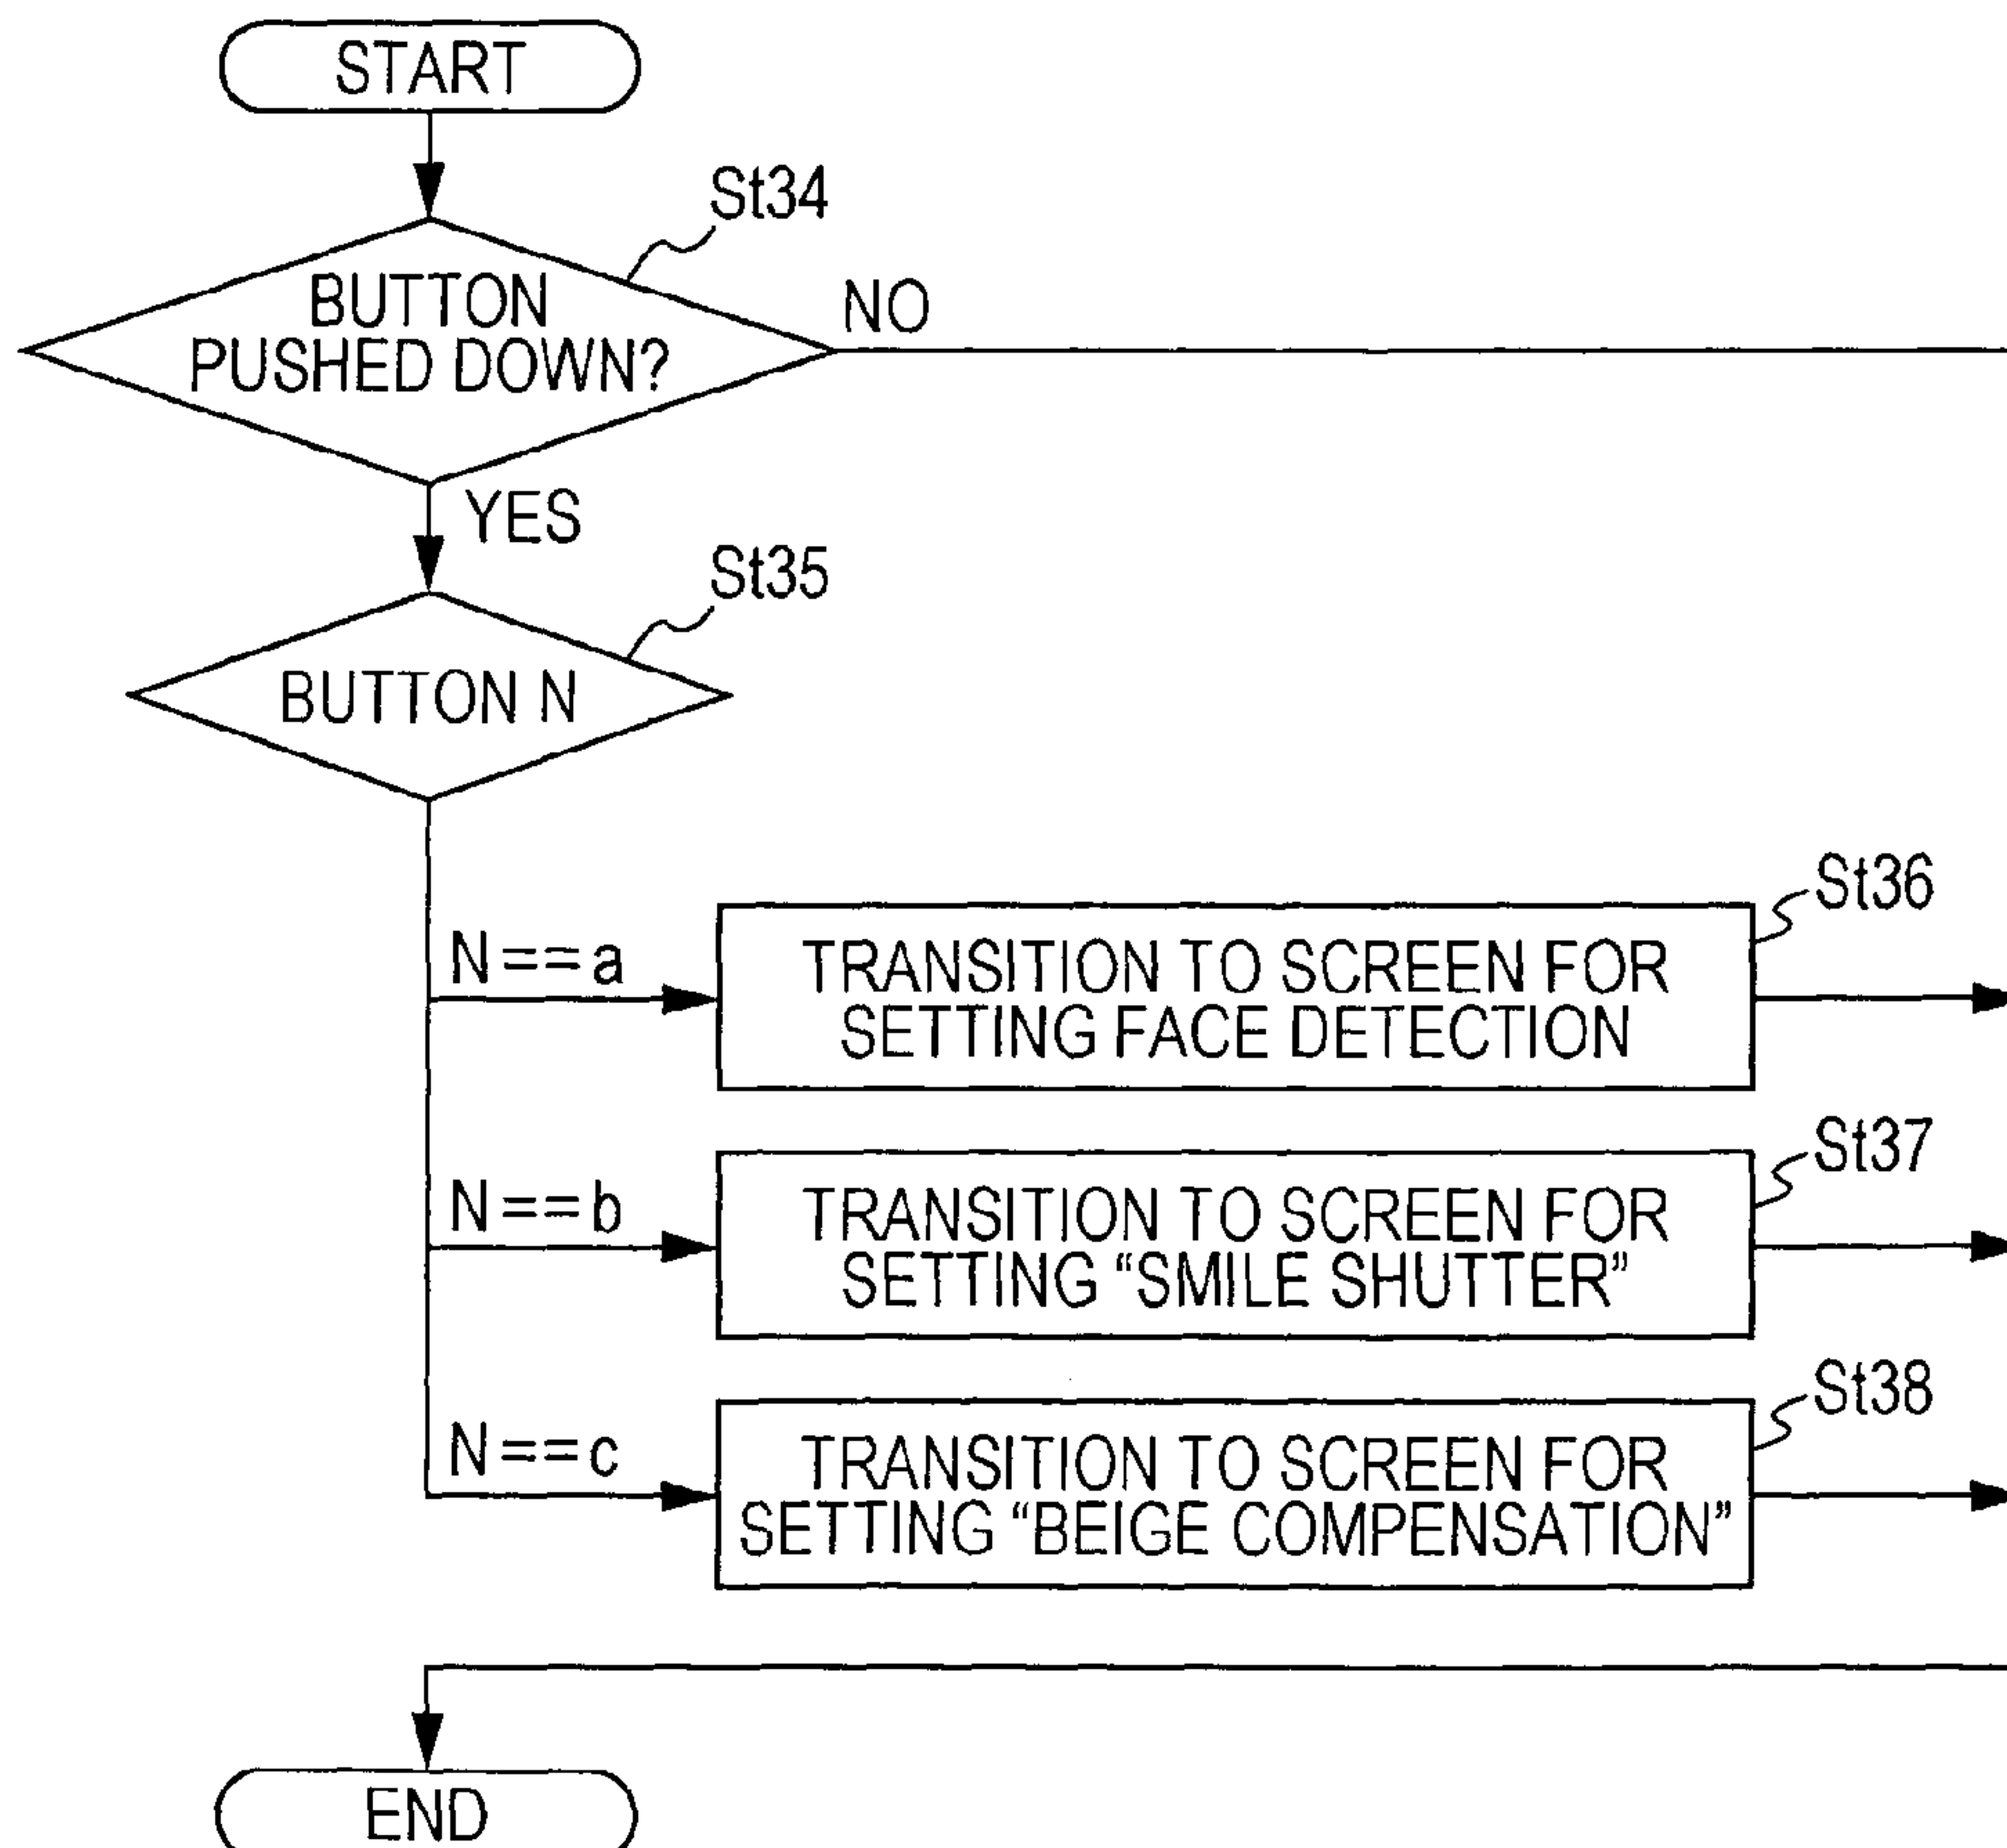 START
St34
BUTTON
PUSHED DOWN?
NO
YES
St35
BUTTON N
St36
N==a
TRANSITION TO SCREEN FOR
SETTING FACE DETECTION
St37
N==b
TRANSITION TO SCREEN FOR
SETTING “SMILE SHUTTER”
St38
N==c
TRANSITION TO SCREEN FOR
SETTING “BEIGE COMPENSATION”
END